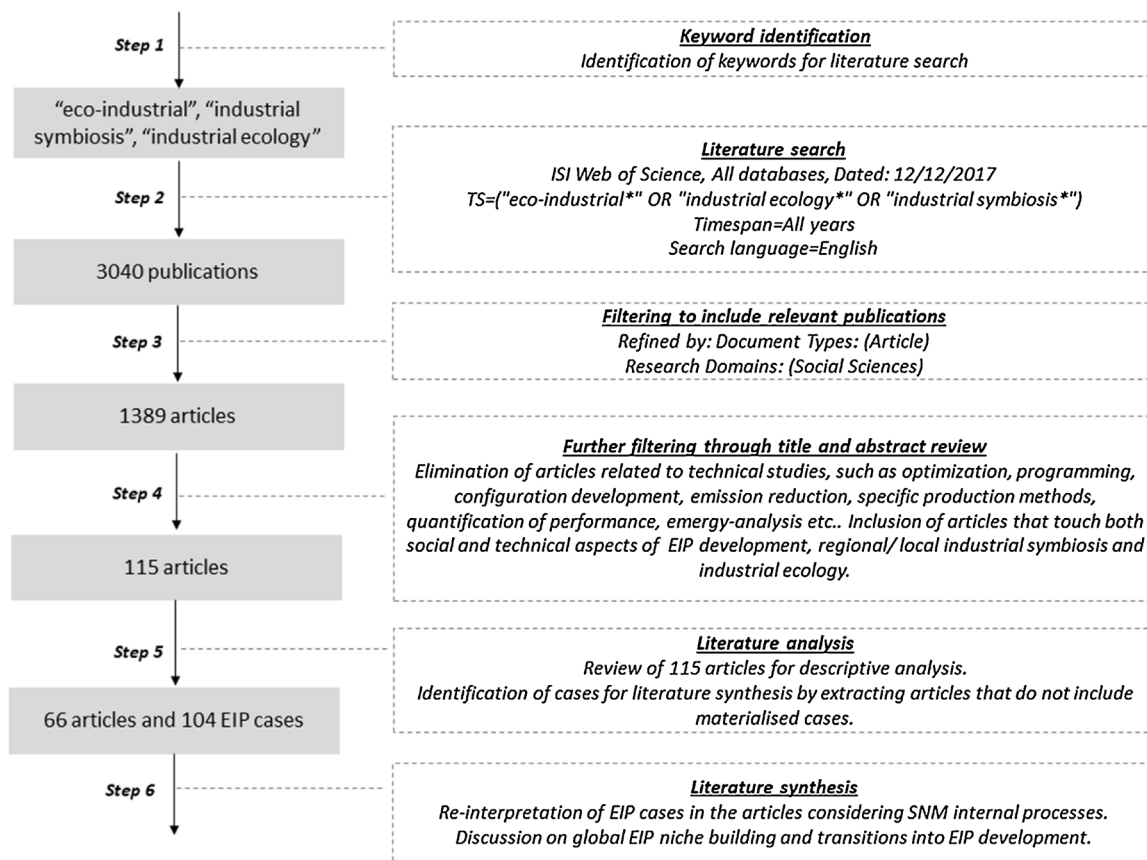 Step 1
Keyword identification
Identification of keywords for literature search
“eco-industrial”, “industrial
symbiosis”, “industrial ecology”
Step 2
Literature search
ISI Web of Science, All databases, Dated: 12/12/2017
TS=("eco-industrial*" OR "industrial ecology*" OR "industrial symbiosis*")
Timespan=All years
Search language=English
3040 publications
Step 3
Filtering to include relevant publications
Refined by: Document Types: (Article)
Research Domains: (Social Sciences)
1389 articles
Step 4
Further filtering through title and abstract review
Elimination of articles related to technical studies, such as optimization, programming,
configuration development, emission reduction, specific production methods,
quantification of performance, emergy-analysis etc.. Inclusion of articles that touch both
social and technical aspects of EIP development, regional/ local industrial symbiosis and
industrial ecology.
115 articles
Step 5
Literature analysis
Review of 115 articles for descriptive analysis.
Identification of cases for literature synthesis by extracting articles that do not include
materialised cases.
66 articles and 104 EIP cases
Step 6
Literature synthesis
Re-interpretation of EIP cases in the articles considering SNM internal processes.
Discussion on global EIP niche building and transitions into EIP development.